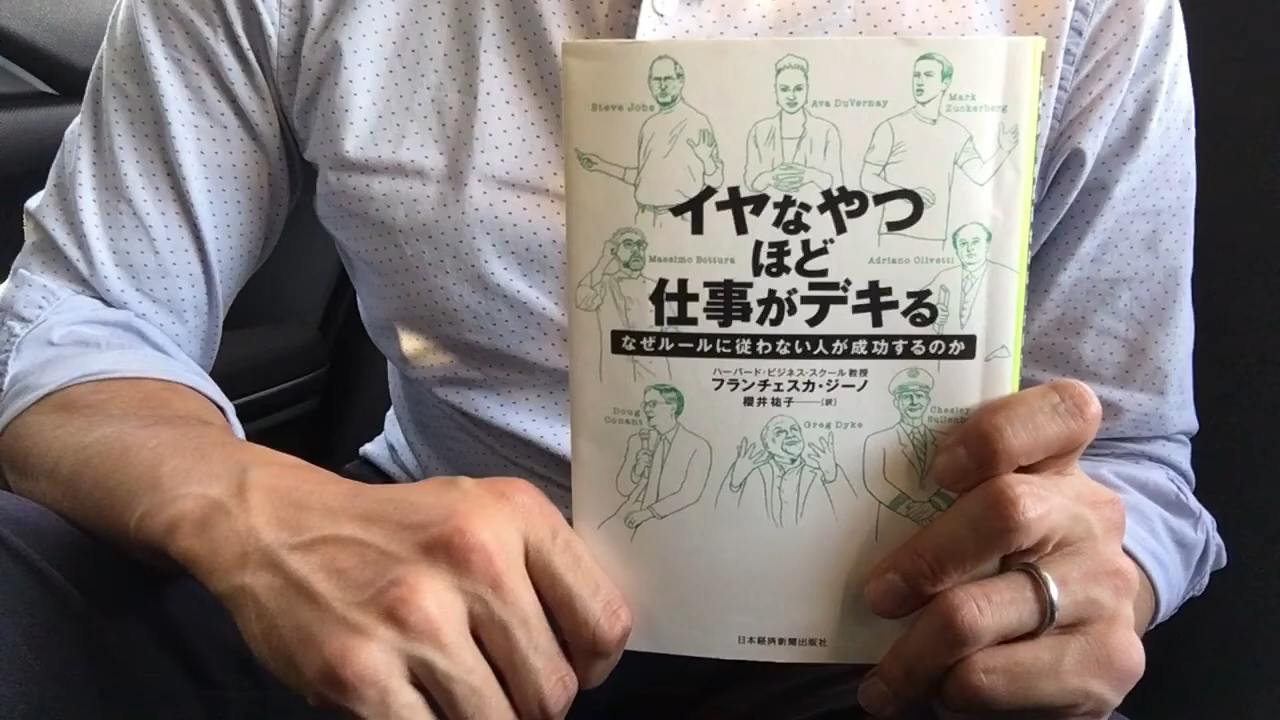 Steve Jobs
Ava DuVernay
Mark
Zuckerberg
イヤなやつ
ほど
仕事がデキる
Massimo Bottura
Adriano Olivetti
なぜルールに従わない人が成功するのか
ハーバード・ビジネス・スクール教授
フランチェスカ・ジーノ
櫻井祐子——[訳]
Doug
Conant
Greg Dyke
Chesley
日本経済新聞出版社